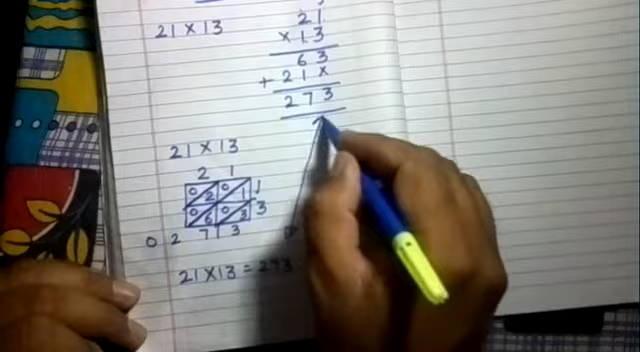 21 × 13
21
× 13
63
+ 21 ×
273
21 × 13
2 1
0 2 0 1 1
0 6 0 3 3
0 2 7 3
21 × 13 = 273